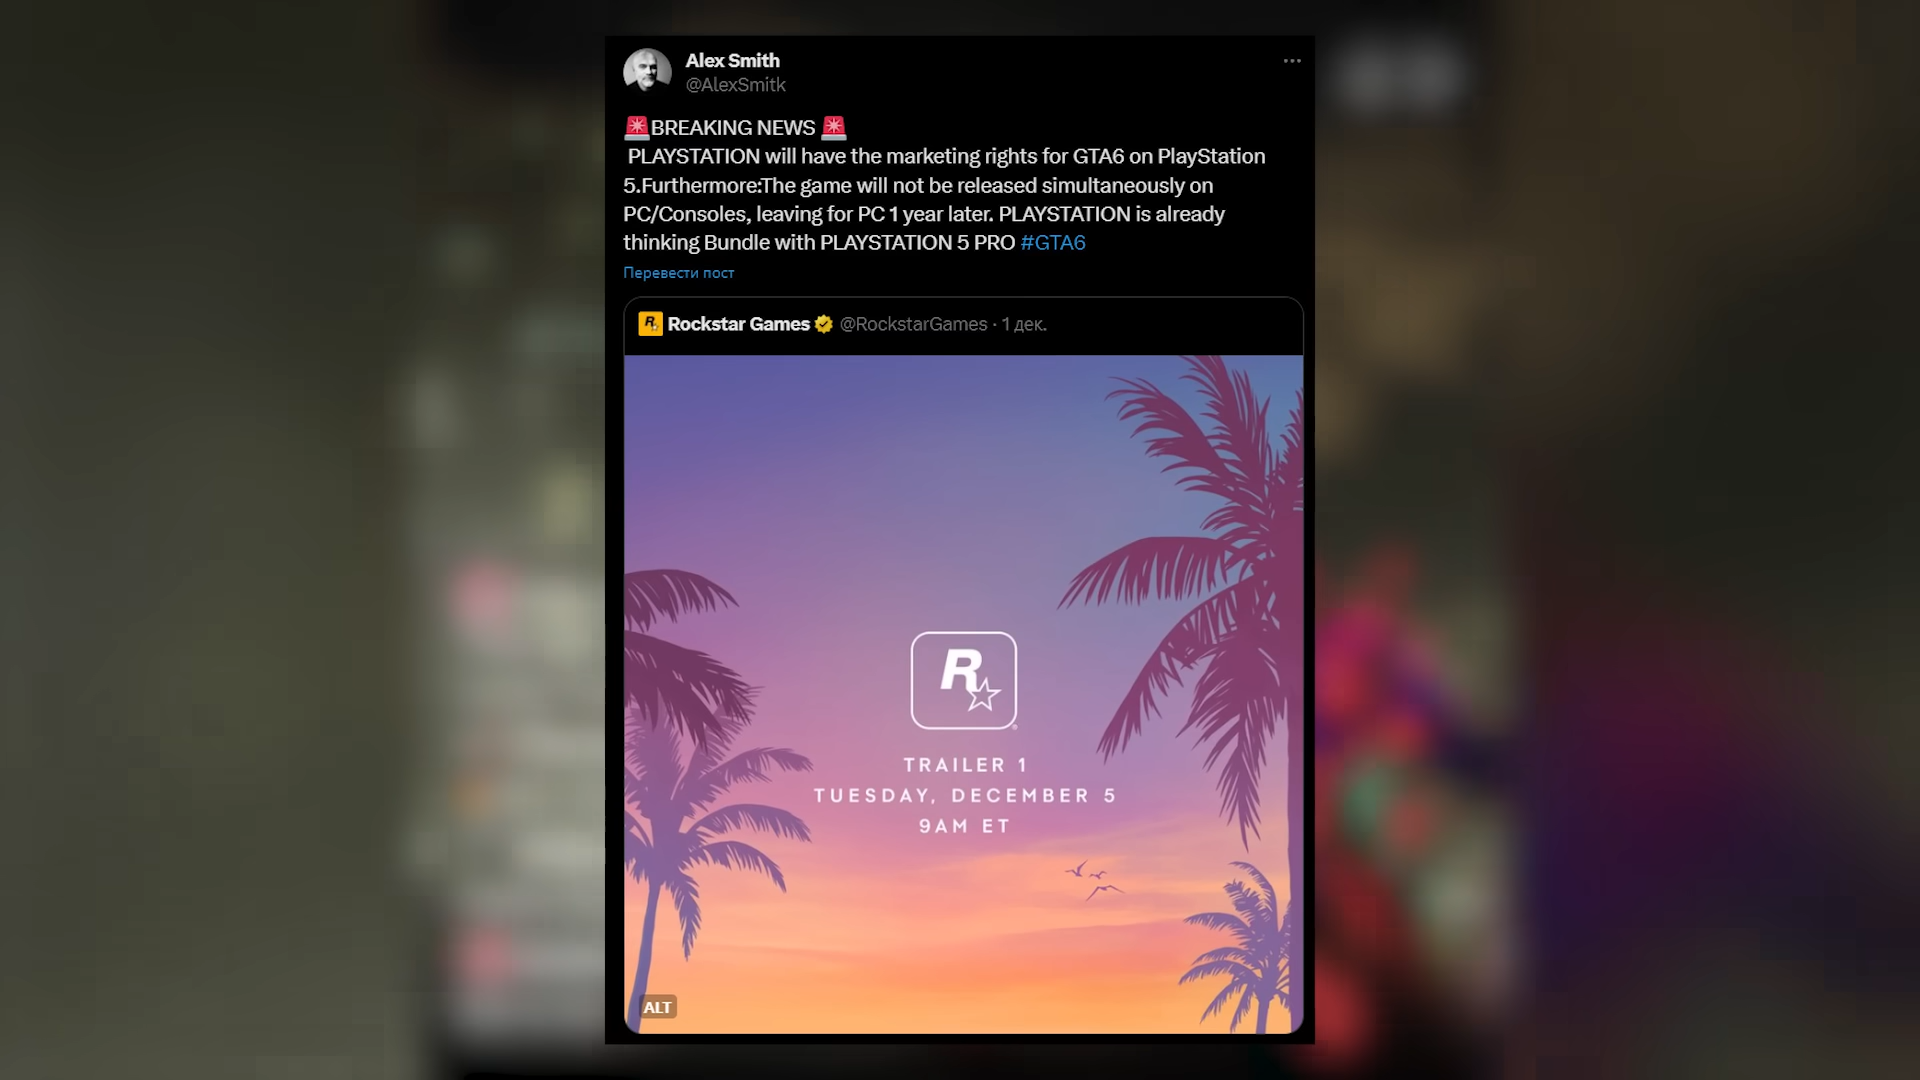 Alex Smith
@AlexSmitk
🚨BREAKING NEWS 🚨
PLAYSTATION will have the marketing rights for GTA6 on PlayStation
5.Furthermore:The game will not be released simultaneously on
PC/Consoles, leaving for PC 1 year later. PLAYSTATION is already
thinking Bundle with PLAYSTATION 5 PRO #GTA6
Перевести пост
Rockstar Games @RockstarGames · 1 дек.
R
TRAILER 1
TUESDAY, DECEMBER 5
9AM ET
ALT